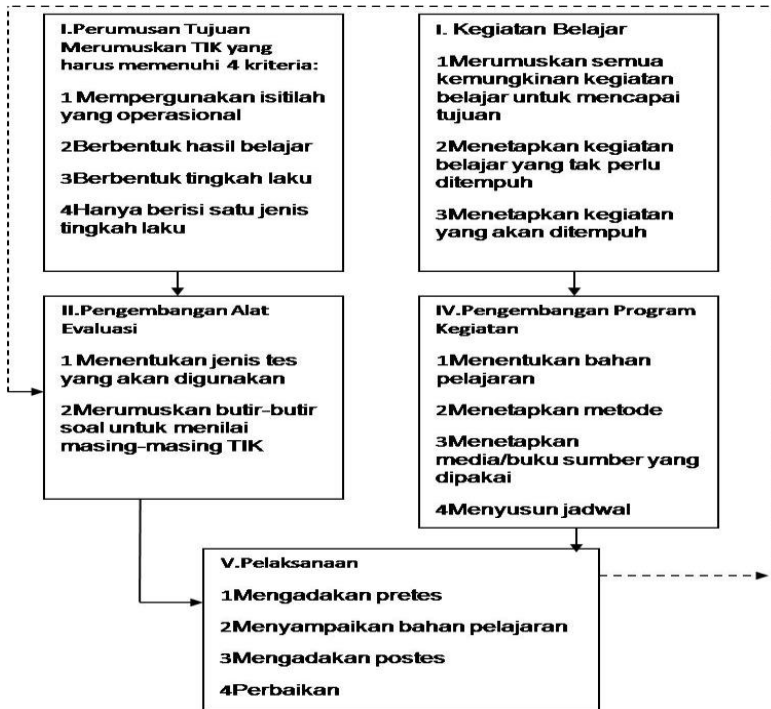 I.Perumusan Tujuan
Merumuskan TIK yang
harus memenuhi 4 kriteria:
1 Mempergunakan isitilah
yang operasional
2Berbentuk hasil belajar
3Berbentuk tingkah laku
4Hanya berisi satu jenis
tingkah laku
I. Kegiatan Belajar
1Merumuskan semua
kemungkinan kegiatan
belajar untuk mencapai
tujuan
2Menetapkan kegiatan
belajar yang tak perlu
ditempuh
3Menetapkan kegiatan
yang akan ditempuh
II.Pengembangan Alat
Evaluasi
1 Menentukan jenis tes
yang akan digunakan
2Merumuskan butir-butir
soal untuk menilai
masing-masing TIK
IV.Pengembangan Program
Kegiatan
1Menentukan bahan
pelajaran
2Menetapkan metode
3Menetapkan
media/buku sumber yang
dipakai
4Menyusun jadwal
V.Pelaksanaan
1Mengadakan pretes
2Menyampaikan bahan pelajaran
3Mengadakan postes
4Perbaikan